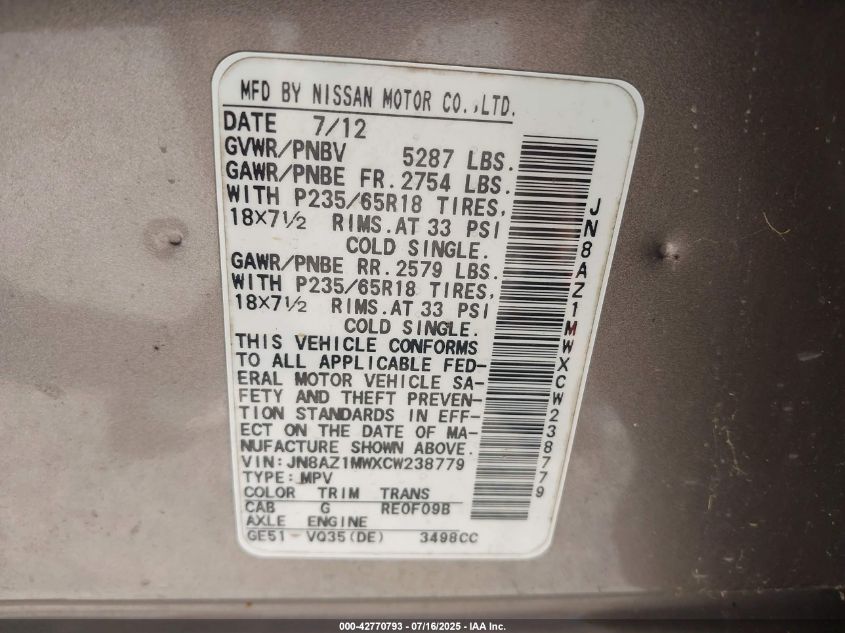 MFD BY NISSAN MOTOR CO.,LTD.
DATE 7/12
GVWR/PNBV 5287 LBS.
GAWR/PNBE FR. 2754 LBS.
WITH P235/65R18 TIRES,
18×7½ RIMS.AT 33 PSI
COLD SINGLE.
GAWR/PNBE RR. 2579 LBS.
WITH P235/65R18 TIRES,
18×7½ RIMS.AT 33 PSI
COLD SINGLE.
THIS VEHICLE CONFORMS
TO ALL APPLICABLE FED-
ERAL MOTOR VEHICLE SA-
FETY AND THEFT PREVEN-
TION STANDARDS IN EFF-
ECT ON THE DATE OF MA-
NUFACTURE SHOWN ABOVE.
VIN: JN8AZ1MWXCW238779
TYPE: MPV
COLOR TRIM TRANS
CAB G RE0F09B
AXLE ENGINE
GE51 VQ35(DE) 3498CC
JN8AZ1MWXCW238779
000-42770793 - 07/16/2025 - IAA Inc.